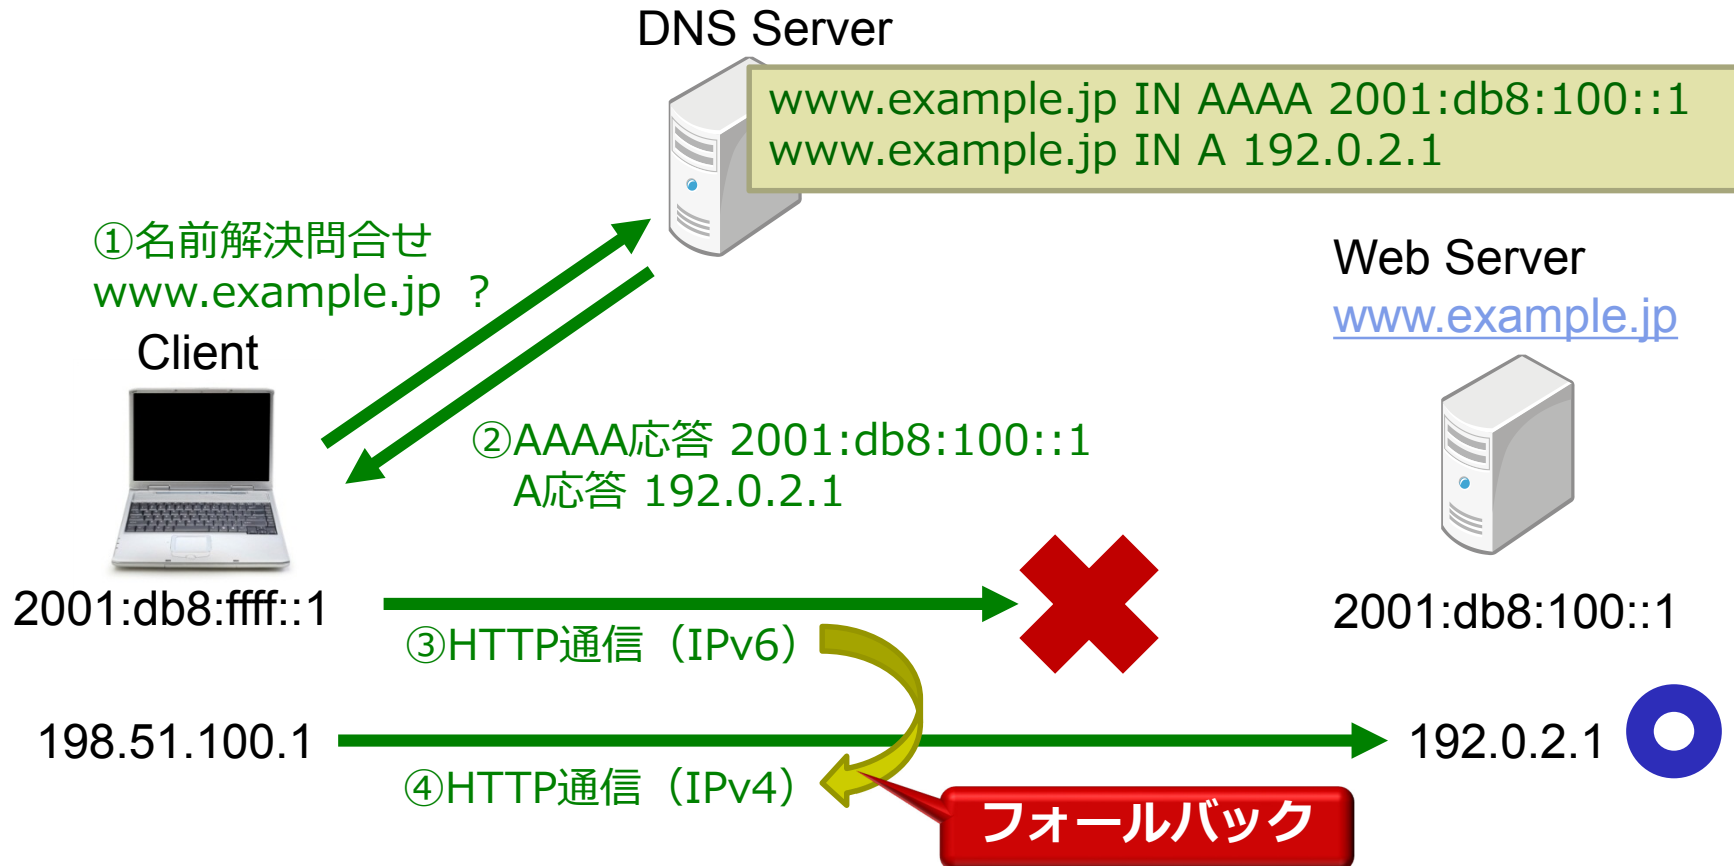 DNS Server
www.example.jp IN AAAA 2001:db8:100::1
www.example.jp IN A 192.0.2.1
①名前解決問合せ
www.example.jp ?
Client
Web Server
www.example.jp
②AAAA応答 2001:db8:100::1
A応答 192.0.2.1
2001:db8:ffff::1
2001:db8:100::1
③HTTP通信（IPv6）
198.51.100.1
192.0.2.1
④HTTP通信（IPv4）
フォールバック